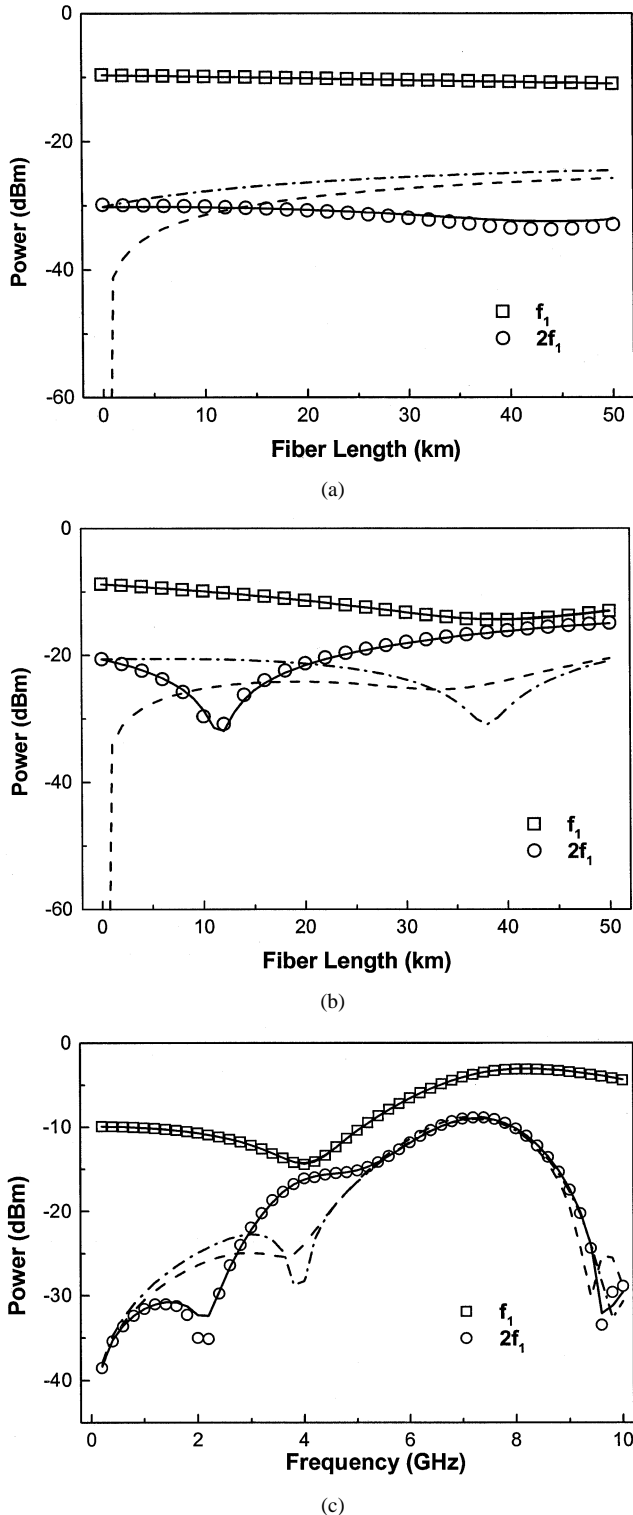 0
-20
-40
-60
Power (dBm)
f₁
2f₁
0 10 20 30 40 50
Fiber Length (km)
(a)
0
-20
-40
-60
Power (dBm)
f₁
2f₁
0 10 20 30 40 50
Fiber Length (km)
(b)
0
-10
-20
-30
-40
Power (dBm)
f₁
2f₁
0 2 4 6 8 10
Frequency (GHz)
(c)